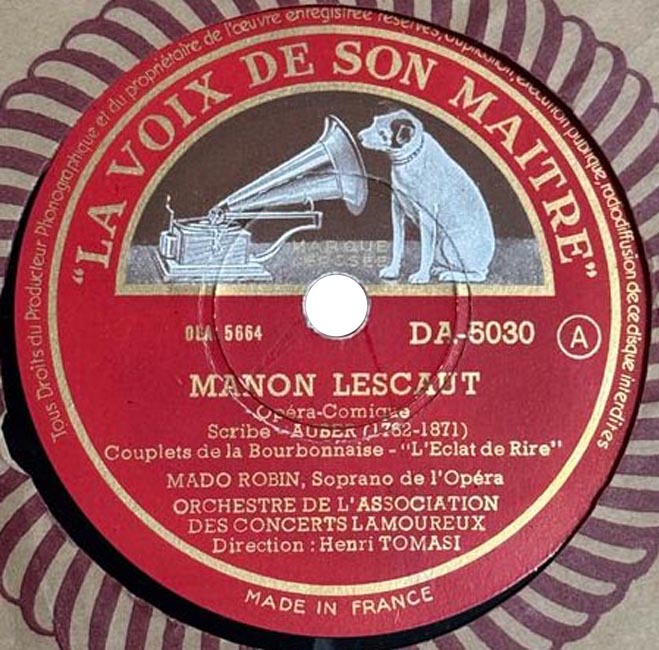 Tous Droits du Producteur Phonographique et du propriétaire de l'œuvre enregistrée réservés, duplication, exécution publique, radiodiffusion de ce disque interdites
"LA VOIX DE SON MAITRE"
MARQUE DÉPOSÉE
OLA 5664
DA-5030
A
MANON LESCAUT
Opéra-Comique
Scribe - AUBER (1782-1871)
Couplets de la Bourbonnaise - "L'Eclat de Rire"
MADO ROBIN, Soprano de l'Opéra
ORCHESTRE DE L'ASSOCIATION
DES CONCERTS LAMOUREUX
Direction : Henri TOMASI
MADE IN FRANCE